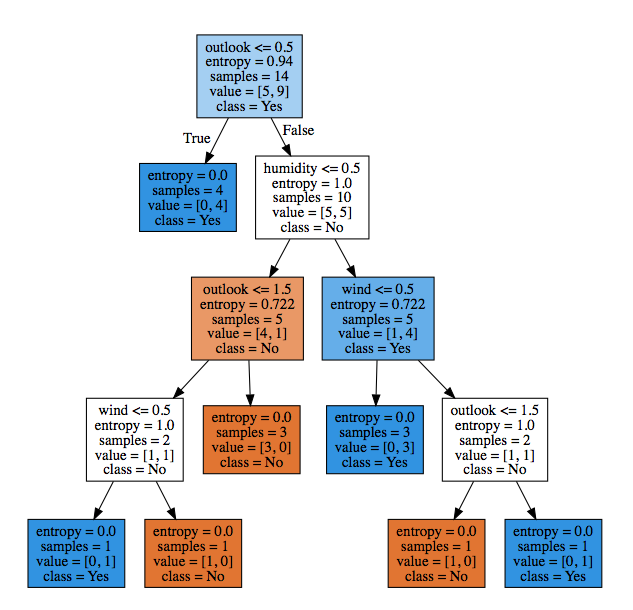 outlook <= 0.5
entropy = 0.94
samples = 14
value = [5, 9]
class = Yes
True
False
entropy = 0.0
samples = 4
value = [0, 4]
class = Yes
humidity <= 0.5
entropy = 1.0
samples = 10
value = [5, 5]
class = No
outlook <= 1.5
entropy = 0.722
samples = 5
value = [4, 1]
class = No
wind <= 0.5
entropy = 0.722
samples = 5
value = [1, 4]
class = Yes
wind <= 0.5
entropy = 1.0
samples = 2
value = [1, 1]
class = No
entropy = 0.0
samples = 3
value = [3, 0]
class = No
entropy = 0.0
samples = 3
value = [0, 3]
class = Yes
outlook <= 1.5
entropy = 1.0
samples = 2
value = [1, 1]
class = No
entropy = 0.0
samples = 1
value = [0, 1]
class = Yes
entropy = 0.0
samples = 1
value = [1, 0]
class = No
entropy = 0.0
samples = 1
value = [1, 0]
class = No
entropy = 0.0
samples = 1
value = [0, 1]
class = Yes